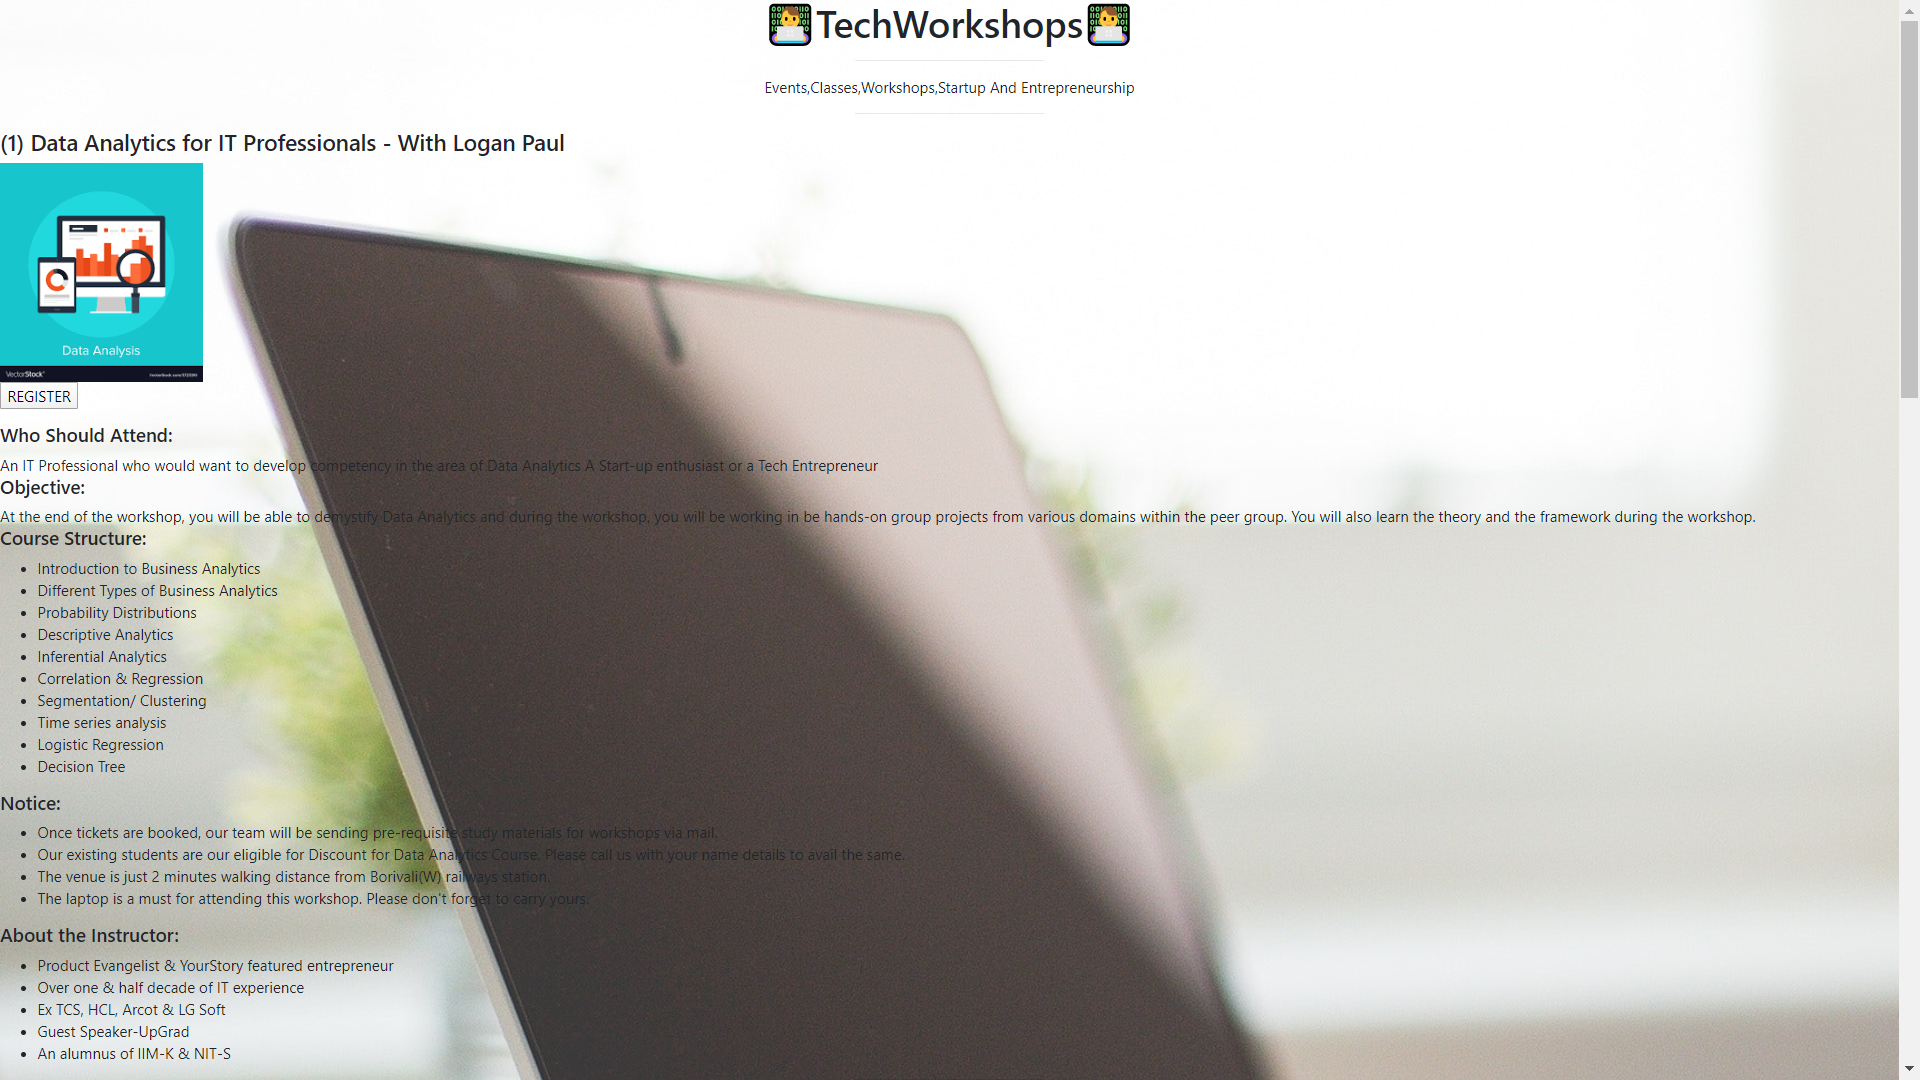 TechWorkshops
Events,Classes,Workshops,Startup And Entrepreneurship
(1) Data Analytics for IT Professionals - With Logan Paul
Data Analysis
VectorStock
REGISTER
Who Should Attend:
An IT Professional who would want to develop competency in the area of Data Analytics A Start-up enthusiast or a Tech Entrepreneur
Objective:
At the end of the workshop, you will be able to demystify Data Analytics and during the workshop, you will be working in be hands-on group projects from various domains within the peer group. You will also learn the theory and the framework during the workshop.
Course Structure:
Introduction to Business Analytics
Different Types of Business Analytics
Probability Distributions
Descriptive Analytics
Inferential Analytics
Correlation & Regression
Segmentation/ Clustering
Time series analysis
Logistic Regression
Decision Tree
Notice:
Once tickets are booked, our team will be sending pre-requisite study materials for workshops via mail.
Our existing students are our eligible for Discount for Data Analytics Course. Please call us with your name details to avail the same.
The venue is just 2 minutes walking distance from Borivali(W) railways station.
The laptop is a must for attending this workshop. Please don't forget to carry yours.
About the Instructor:
Product Evangelist & YourStory featured entrepreneur
Over one & half decade of IT experience
Ex TCS, HCL, Arcot & LG Soft
Guest Speaker-UpGrad
An alumnus of IIM-K & NIT-S